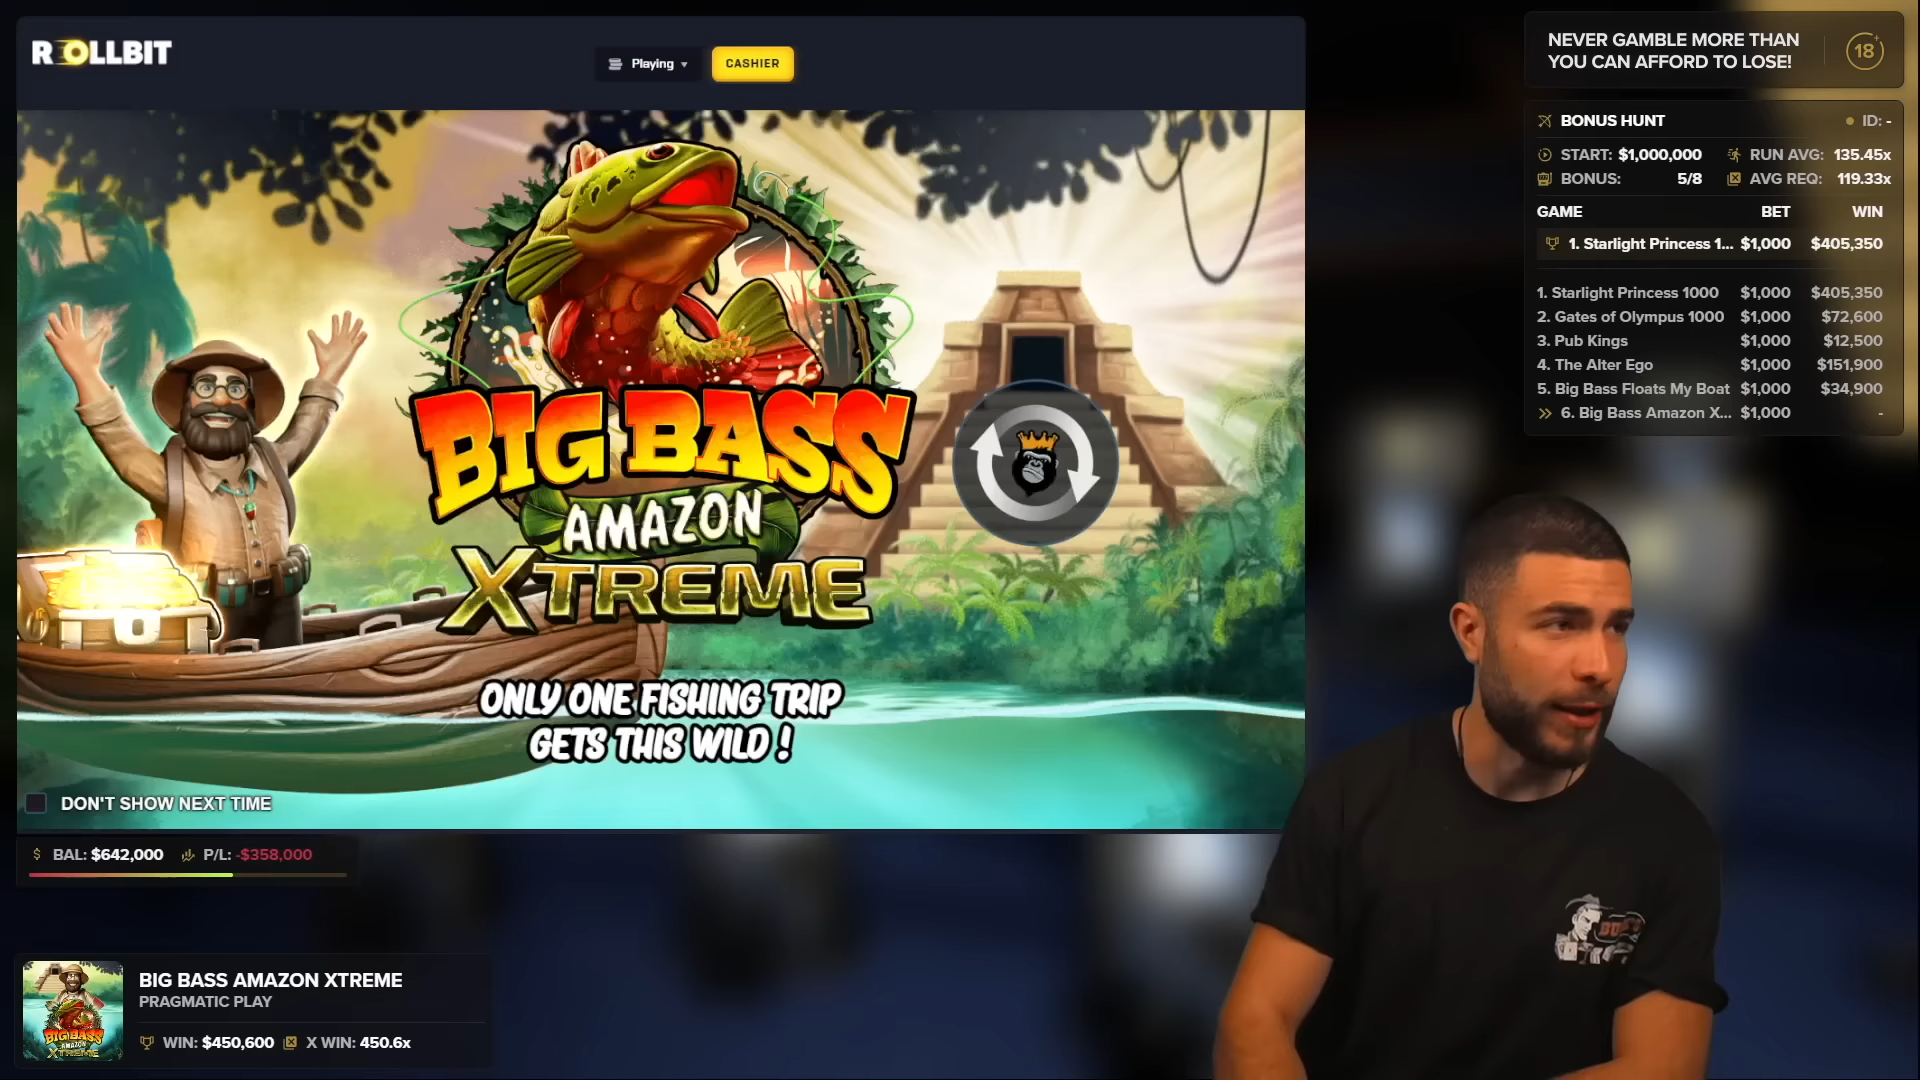 ROLLBIT
Playing
CASHIER
BIG BASS
AMAZON
XTREME
ONLY ONE FISHING TRIP
GETS THIS WILD !
DON'T SHOW NEXT TIME
BAL: $642,000 P/L: -$358,000
BIG BASS AMAZON XTREME
PRAGMATIC PLAY
WIN: $450,600 X WIN: 450.6x
BIG BASS
AMAZON
XTREME
NEVER GAMBLE MORE THAN
YOU CAN AFFORD TO LOSE!
18+
BONUS HUNT ID: -
START: $1,000,000 RUN AVG: 135.45x
BONUS: 5/8 AVG REQ: 119.33x
GAME BET WIN
1. Starlight Princess 1... $1,000 $405,350
1. Starlight Princess 1000 $1,000 $405,350
2. Gates of Olympus 1000 $1,000 $72,600
3. Pub Kings $1,000 $12,500
4. The Alter Ego $1,000 $151,900
5. Big Bass Floats My Boat $1,000 $34,900
6. Big Bass Amazon X... $1,000 -